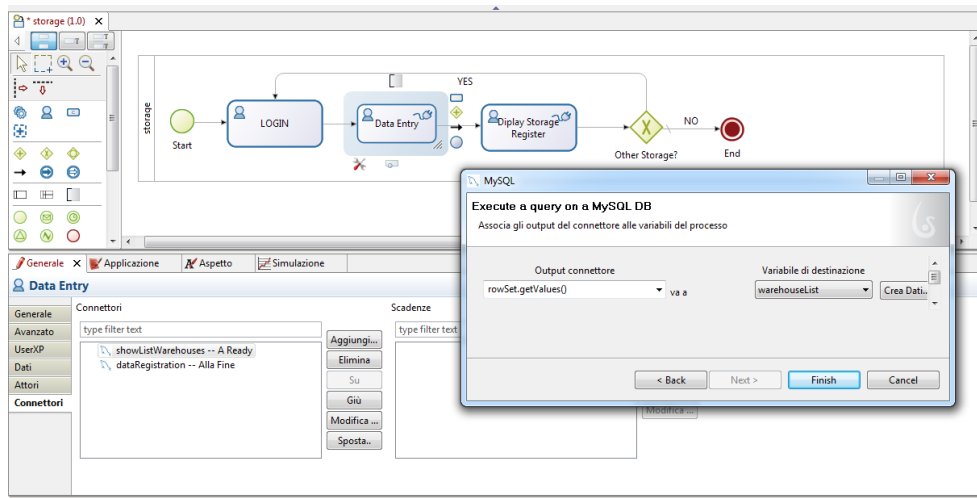 * storage (1.0)
storage
Start
LOGIN
Data Entry
YES
Diplay Storage
Register
Other Storage?
NO
End
MySQL
Execute a query on a MySQL DB
Associa gli output del connettore alle variabili del processo
Output connettore
Variabile di destinazione
rowSet.getValues()
va a
warehouseList
Crea Dati..
< Back
Next >
Finish
Cancel
Generale
Applicazione
Aspetto
Simulazione
Data Entry
Generale
Avanzato
UserXP
Dati
Attori
Connettori
Connettori
type filter text
showListWarehouses -- A Ready
dataRegistration -- Alla Fine
Aggiungi...
Elimina
Su
Giù
Modifica ...
Sposta..
Scadenze
type filter text
Modifica ...